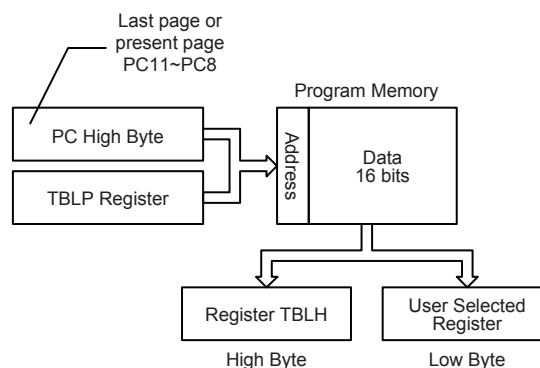 Last page or
present page
PC11~PC8
Program Memory
PC High Byte
TBLP Register
Address
Data
16 bits
Register TBLH
User Selected
Register
High Byte
Low Byte